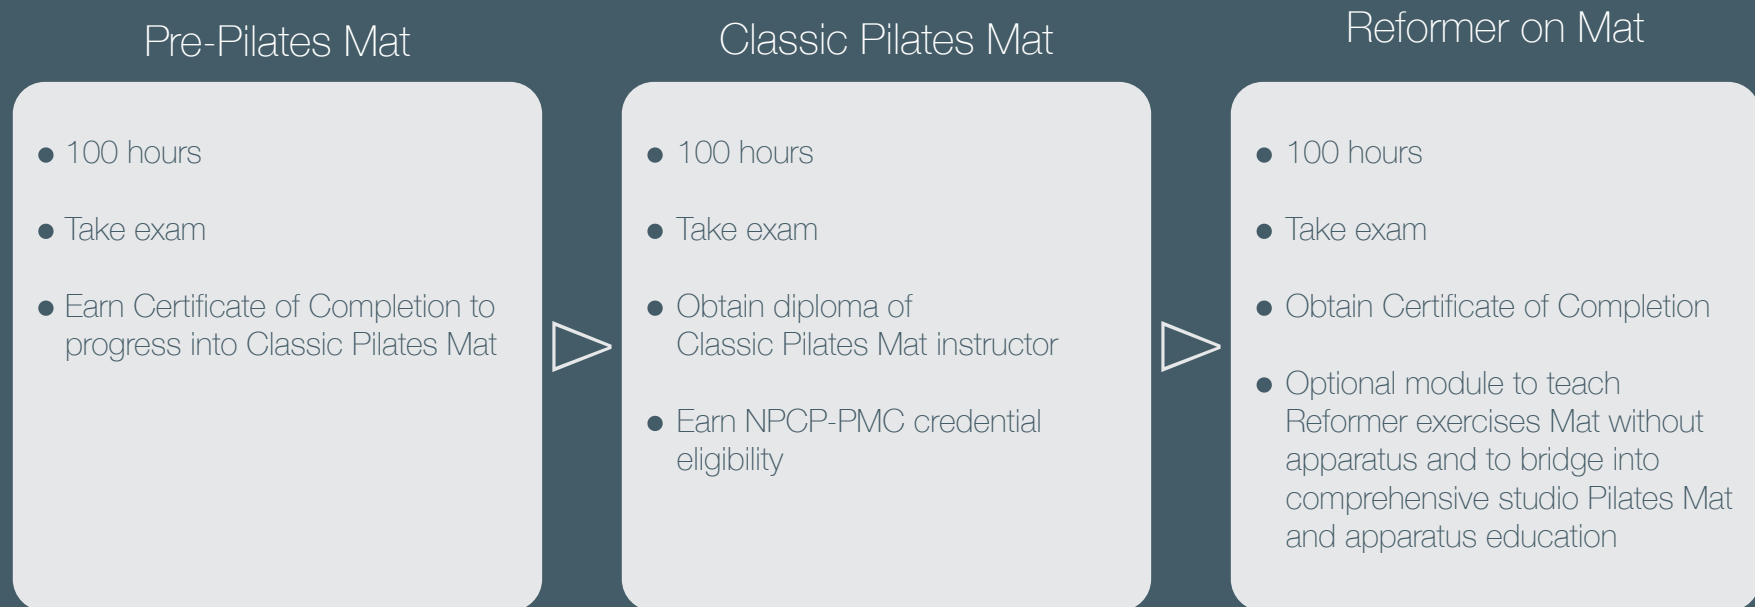 Pre-Pilates Mat
● 100 hours
● Take exam
● Earn Certificate of Completion to
progress into Classic Pilates Mat
Classic Pilates Mat
● 100 hours
● Take exam
● Obtain diploma of
Classic Pilates Mat instructor
● Earn NPCP-PMC credential
eligibility
Reformer on Mat
● 100 hours
● Take exam
● Obtain Certificate of Completion
● Optional module to teach
Reformer exercises Mat without
apparatus and to bridge into
comprehensive studio Pilates Mat
and apparatus education